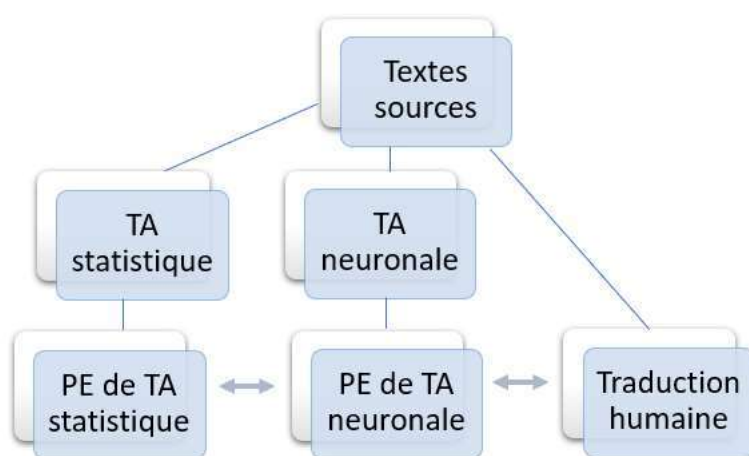 Textes
sources
TA
statistique
TA
neuronale
PE de TA
statistique
PE de TA
neuronale
Traduction
humaine